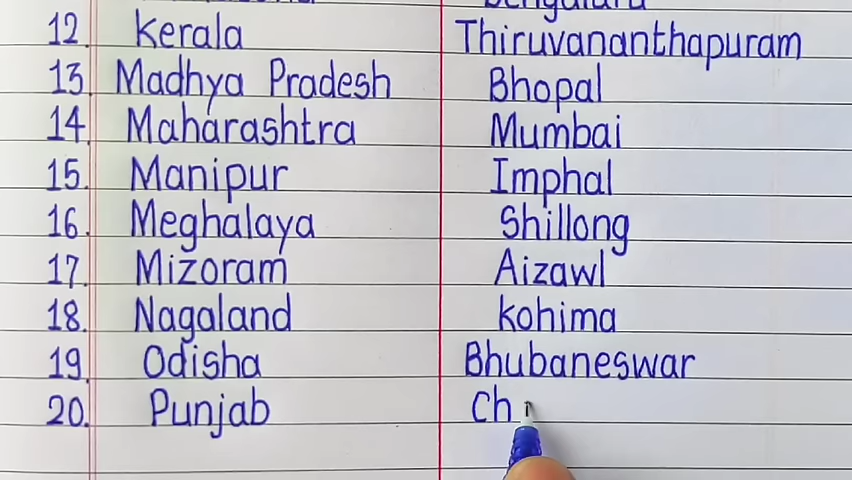 12. Kerala Thiruvananthapuram
13. Madhya Pradesh Bhopal
14. Maharashtra Mumbai
15. Manipur Imphal
16. Meghalaya Shillong
17. Mizoram Aizawl
18. Nagaland Kohima
19. Odisha Bhubaneswar
20. Punjab Ch